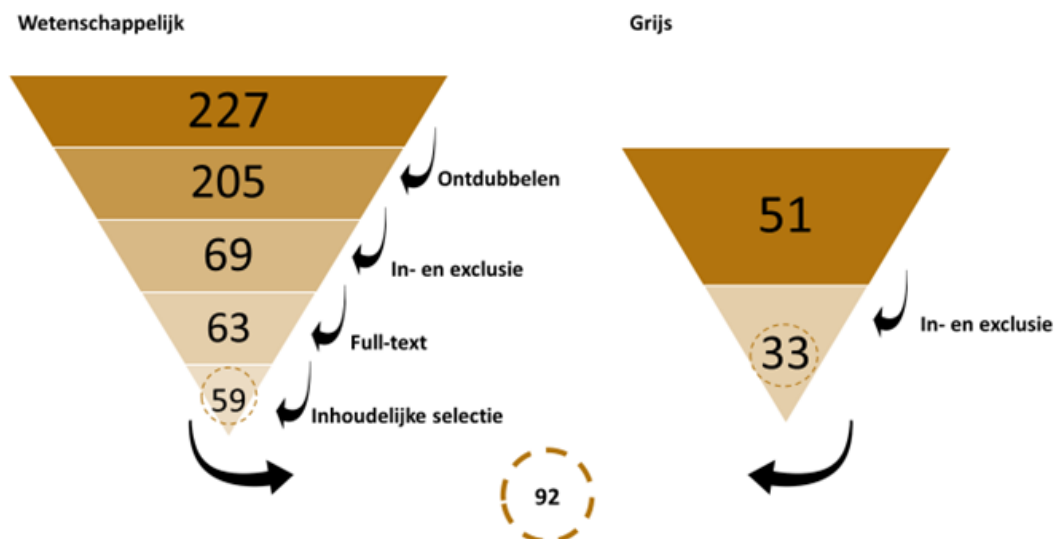 Wetenschappelijk
227
205
Ontdubbelen
69
In- en exclusie
63
Full-text
59
Inhoudelijke selectie
Grijs
51
In- en exclusie
33
92